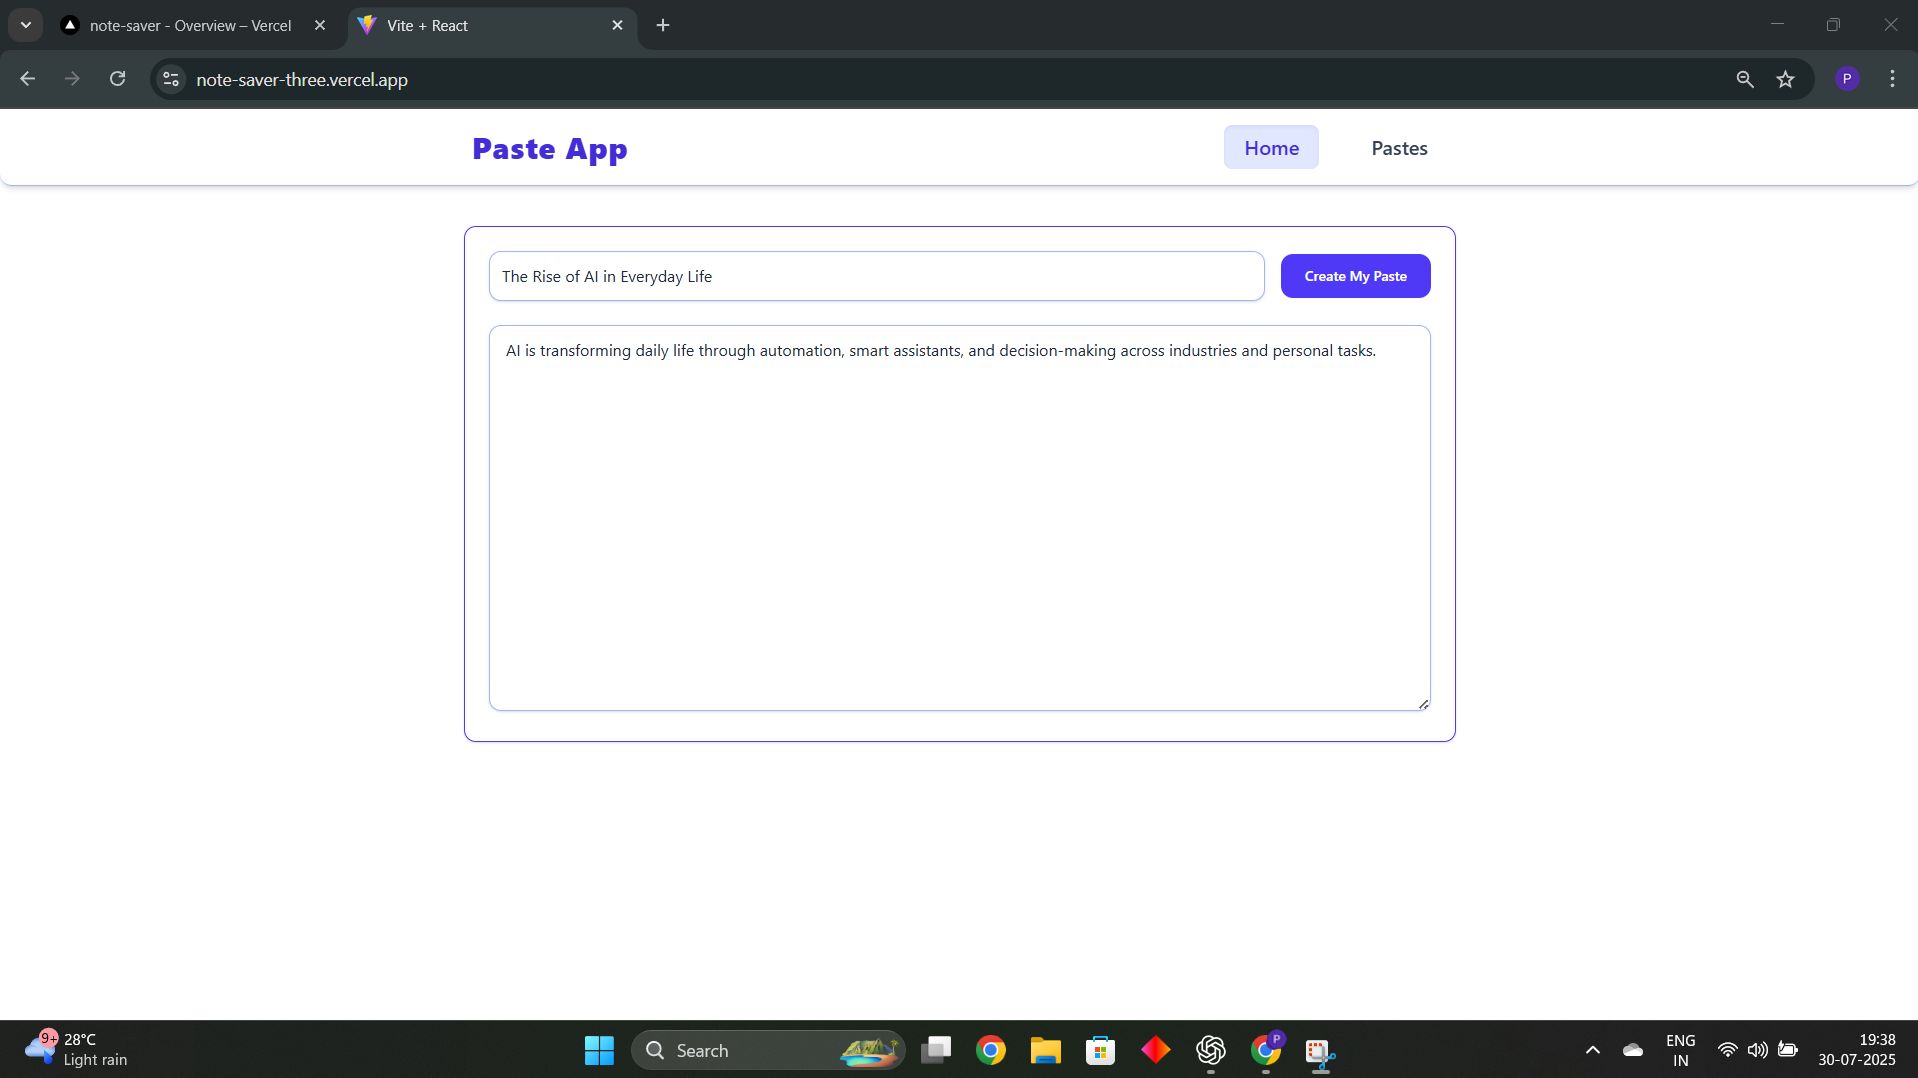 note-saver - Overview – Vercel
Vite + React
note-saver-three.vercel.app
P
Paste App
Home
Pastes
The Rise of AI in Everyday Life
Create My Paste
AI is transforming daily life through automation, smart assistants, and decision-making across industries and personal tasks.
9+
28°C
Light rain
Search
P
ENG
IN
19:38
30-07-2025